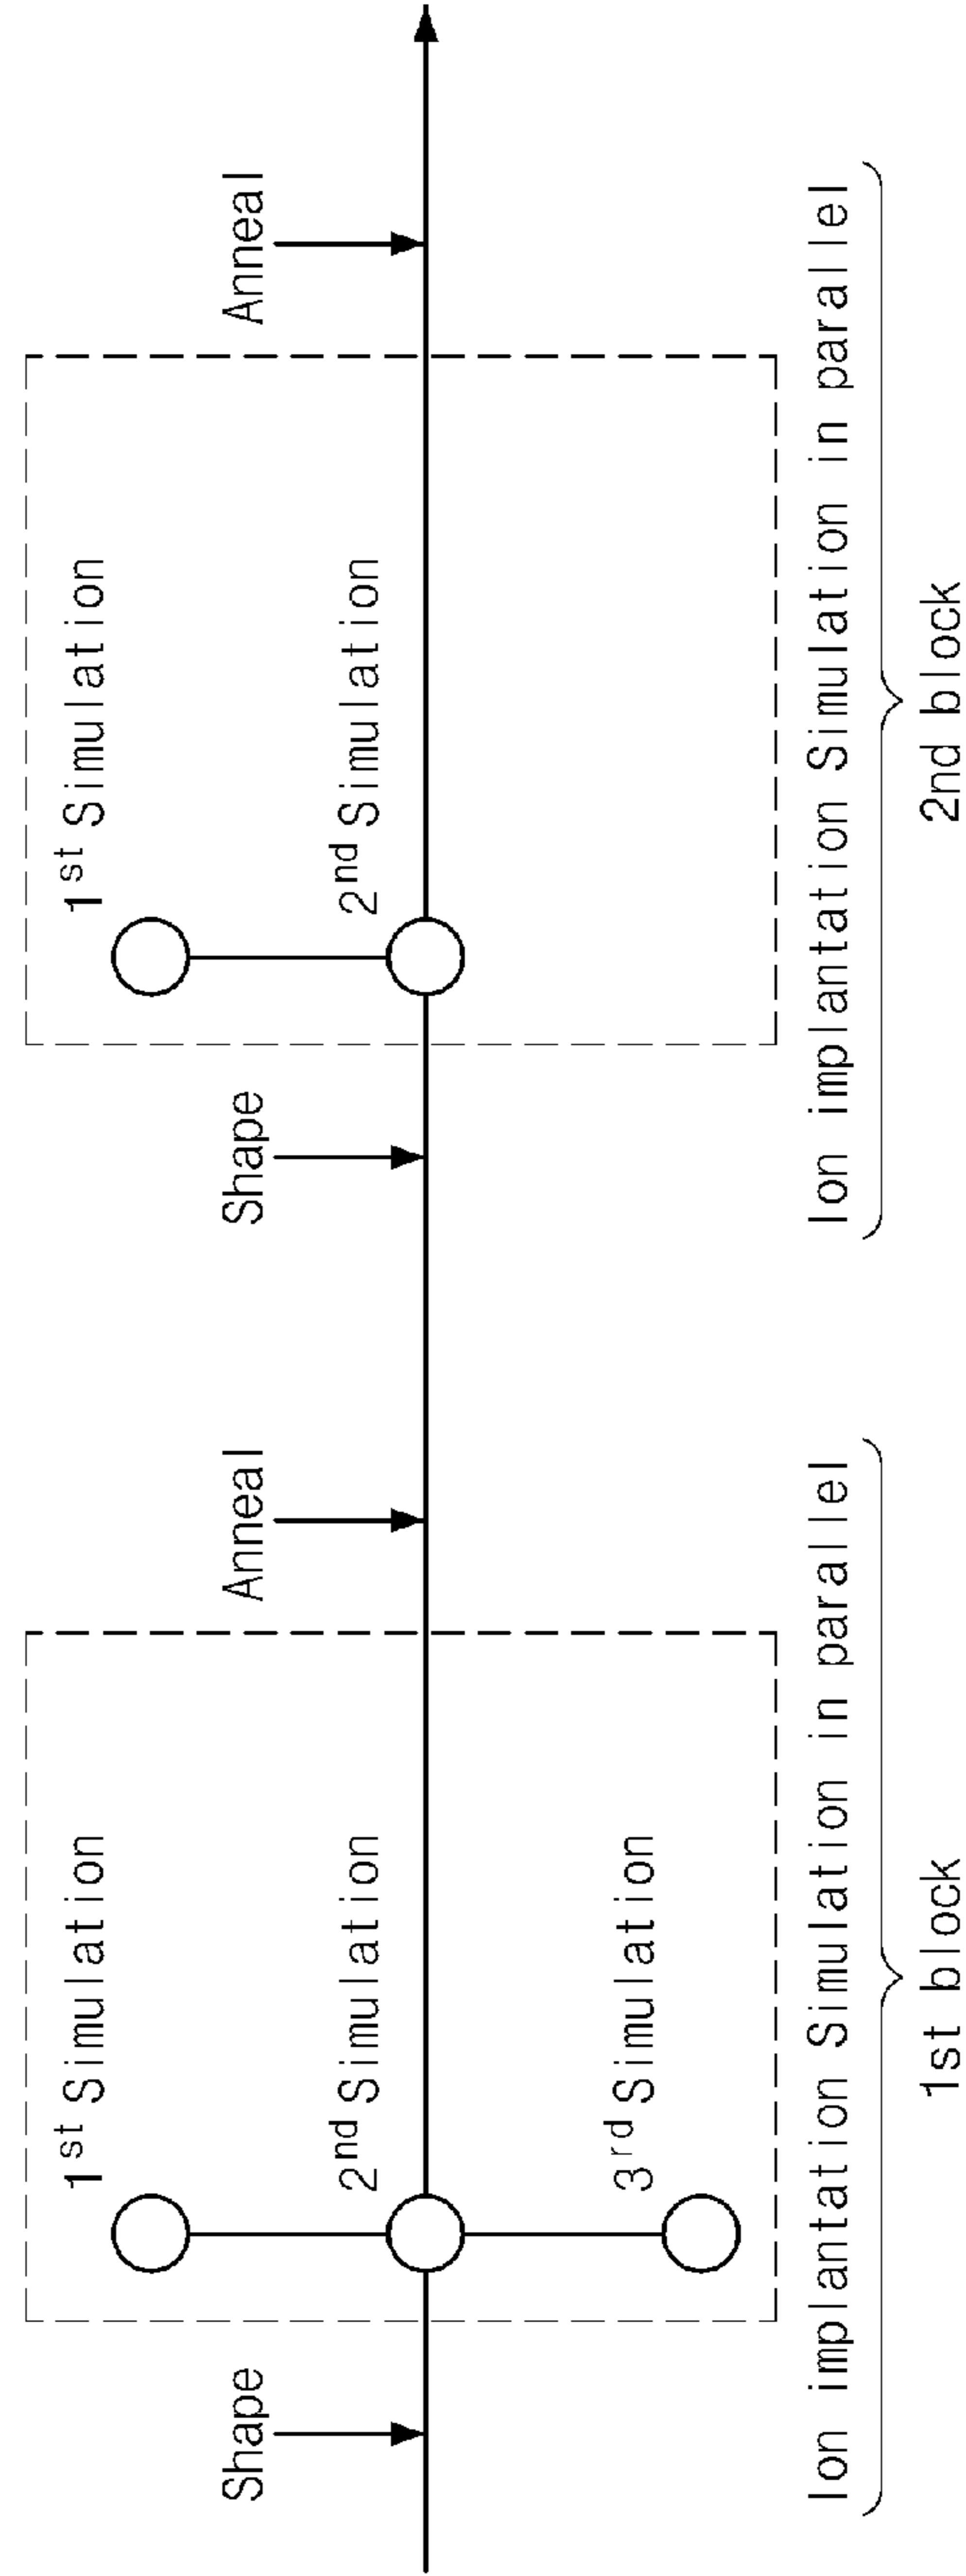 Shape
1st Simulation
2nd Simulation
3rd Simulation
Anneal
Ion implantation Simulation in parallel
1st block
Shape
1st Simulation
2nd Simulation
Anneal
Ion implantation Simulation in parallel
2nd block